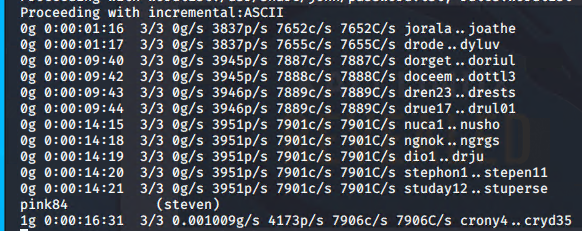 Proceeding with incremental:ASCII
0g 0:00:01:16 3/3 0g/s 3837p/s 7652c/s 7652C/s jorala..joathe
0g 0:00:01:17 3/3 0g/s 3837p/s 7655c/s 7655C/s drode..dyluv
0g 0:00:09:40 3/3 0g/s 3945p/s 7887c/s 7887C/s dorget..doriul
0g 0:00:09:42 3/3 0g/s 3945p/s 7888c/s 7888C/s doceem..dottl3
0g 0:00:09:43 3/3 0g/s 3946p/s 7889c/s 7889C/s dren23..drests
0g 0:00:09:44 3/3 0g/s 3946p/s 7889c/s 7889C/s drue17..drul01
0g 0:00:14:15 3/3 0g/s 3951p/s 7901c/s 7901C/s nuca1..nusho
0g 0:00:14:18 3/3 0g/s 3951p/s 7901c/s 7901C/s ngnok..ngrgs
0g 0:00:14:19 3/3 0g/s 3951p/s 7901c/s 7901C/s dio1..drju
0g 0:00:14:20 3/3 0g/s 3951p/s 7901c/s 7901C/s stephon1..stepen11
0g 0:00:14:21 3/3 0g/s 3951p/s 7901c/s 7901C/s studay12..stuperse
pink84 (steven)
1g 0:00:16:31 3/3 0.001009g/s 4173p/s 7906c/s 7906C/s crony4..cryd35